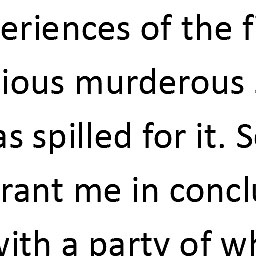 eriences of the f
ious murderous
as spilled for it. S
rant me in conclu
with a party of wh